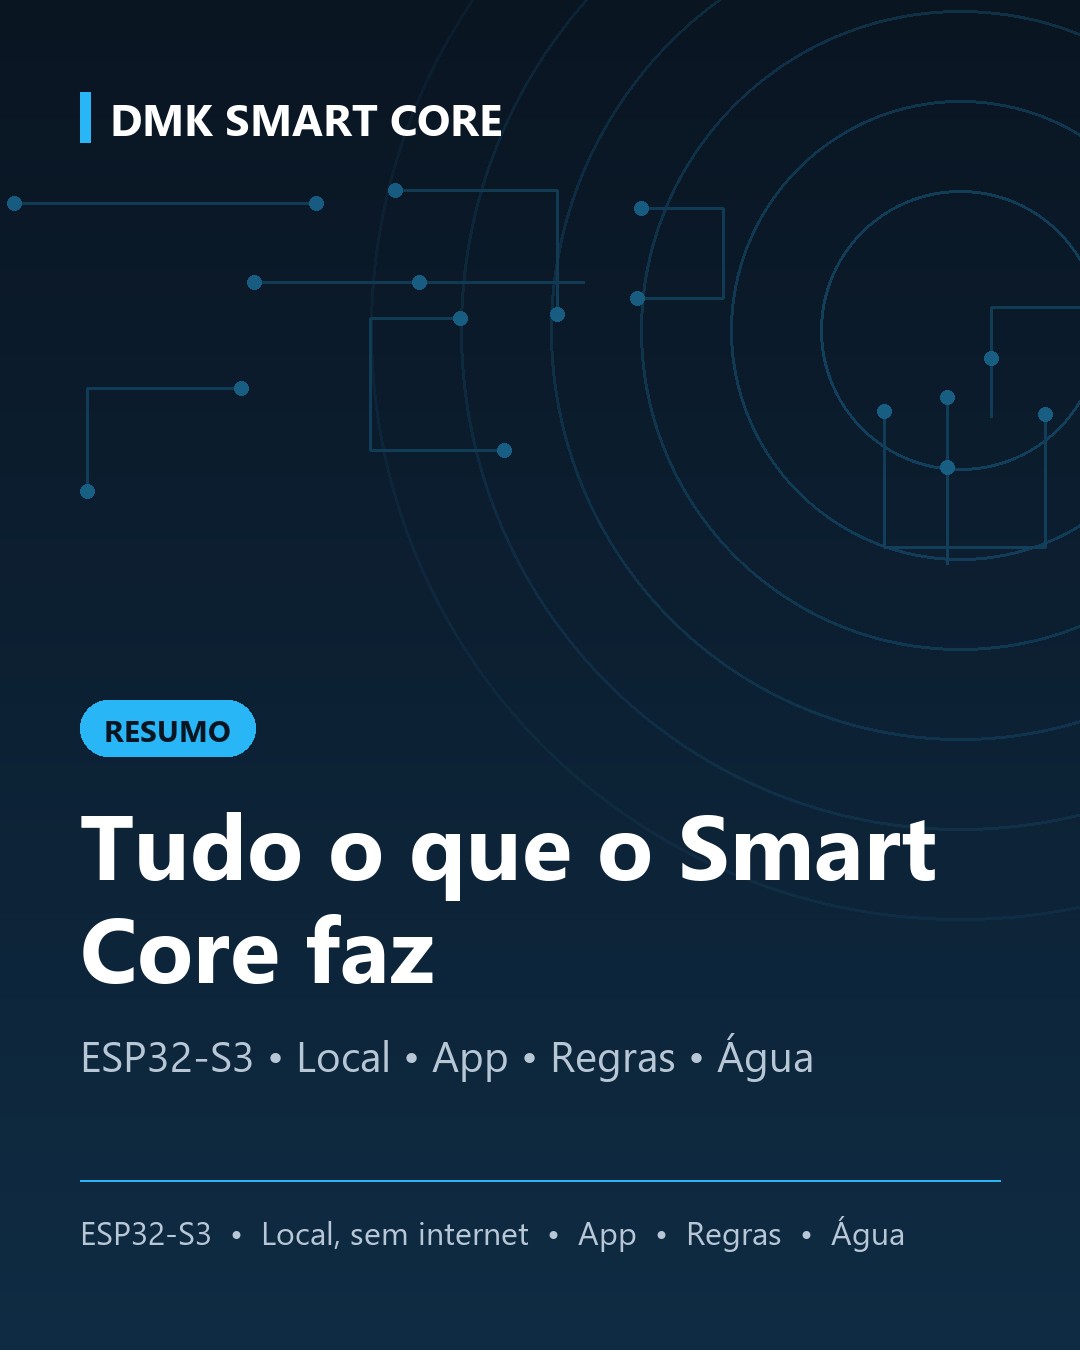 DMK SMART CORE
RESUMO
Tudo o que o Smart
Core faz
ESP32-S3 • Local • App • Regras • Água
ESP32-S3 • Local, sem internet • App • Regras • Água